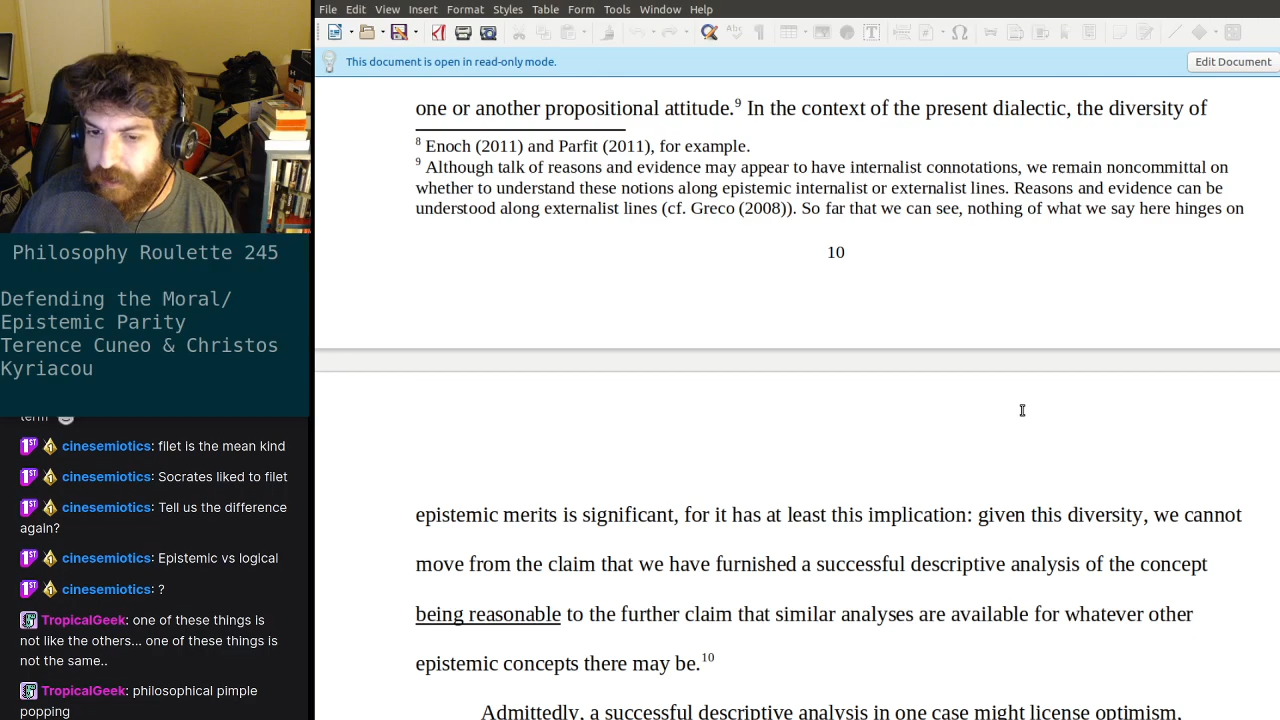 File Edit View Insert Format Styles Table Form Tools Window Help
This document is open in read-only mode.
Edit Document
one or another propositional attitude.9 In the context of the present dialectic, the diversity of
8 Enoch (2011) and Parfit (2011), for example.
9 Although talk of reasons and evidence may appear to have internalist connotations, we remain noncommittal on
whether to understand these notions along epistemic internalist or externalist lines. Reasons and evidence can be
understood along externalist lines (cf. Greco (2008)). So far that we can see, nothing of what we say here hinges on
10
epistemic merits is significant, for it has at least this implication: given this diversity, we cannot
move from the claim that we have furnished a successful descriptive analysis of the concept
being reasonable to the further claim that similar analyses are available for whatever other
epistemic concepts there may be.10
Admittedly, a successful descriptive analysis in one case might license optimism,
Philosophy Roulette 245
Defending the Moral/
Epistemic Parity
Terence Cuneo & Christos
Kyriacou
term
cinesemiotics: filet is the mean kind
cinesemiotics: Socrates liked to filet
cinesemiotics: Tell us the difference
again?
cinesemiotics: Epistemic vs logical
cinesemiotics: ?
TropicalGeek: one of these things is
not like the others... one of these things is
not the same..
TropicalGeek: philosophical pimple
popping